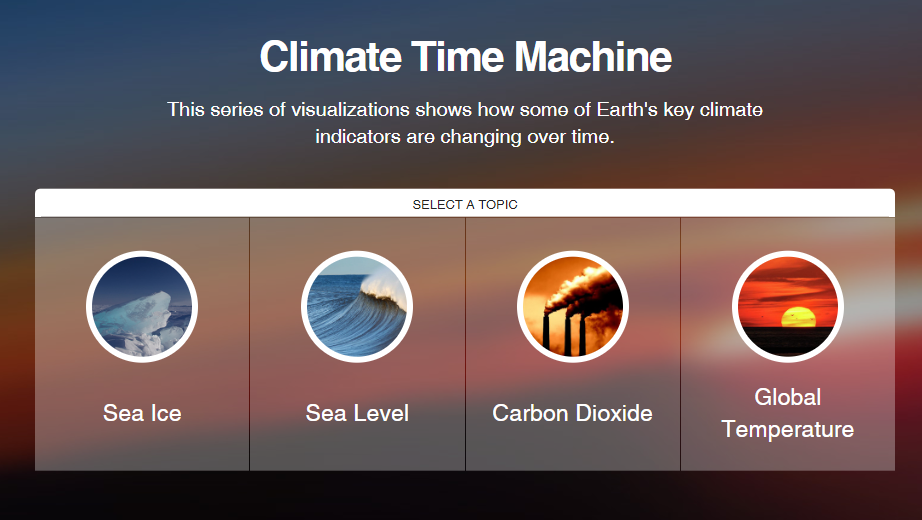 Climate Time Machine
This series of visualizations shows how some of Earth's key climate
indicators are changing over time.
SELECT A TOPIC
Sea Ice
Sea Level
Carbon Dioxide
Global
Temperature